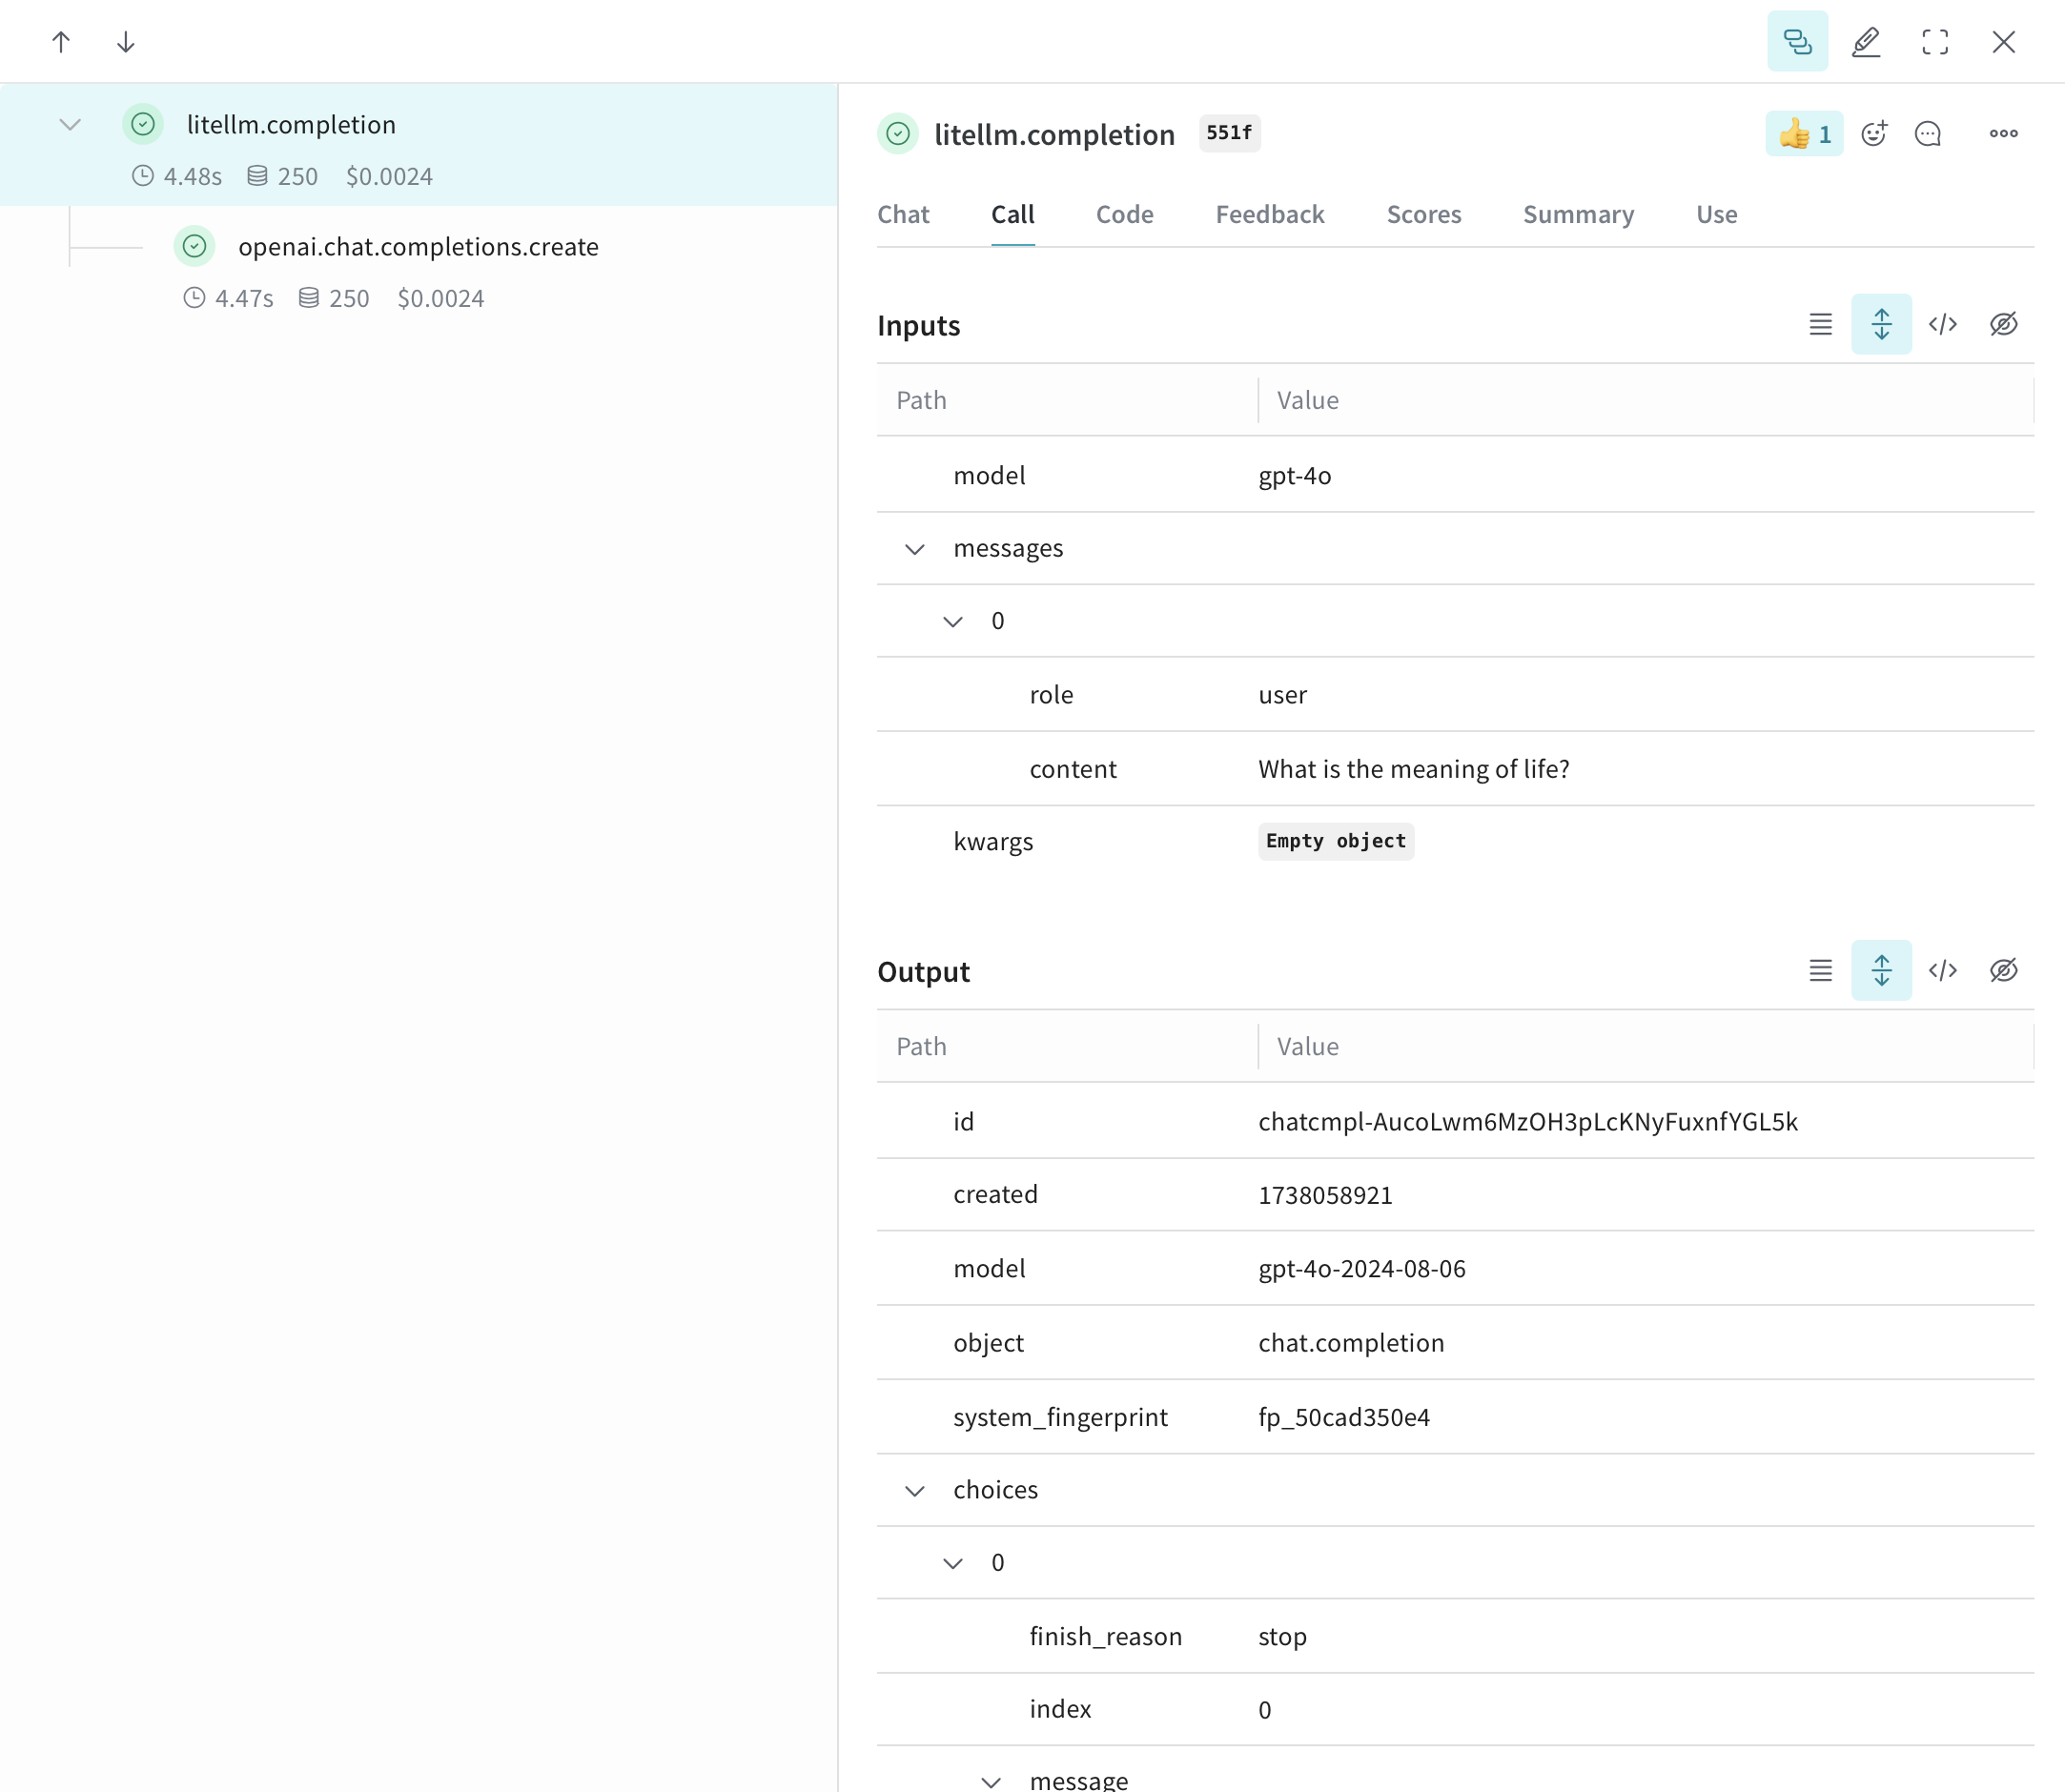 litellm.completion
4.48s 250 $0.0024
openai.chat.completions.create
4.47s 250 $0.0024
litellm.completion 551f 👍 1
Chat Call Code Feedback Scores Summary Use
Inputs
Path Value
model gpt-4o
messages
0
role user
content What is the meaning of life?
kwargs Empty object
Output
Path Value
id chatcmpl-AucoLwm6MzOH3pLcKNyFuxnfYGL5k
created 1738058921
model gpt-4o-2024-08-06
object chat.completion
system_fingerprint fp_50cad350e4
choices
0
finish_reason stop
index 0
message